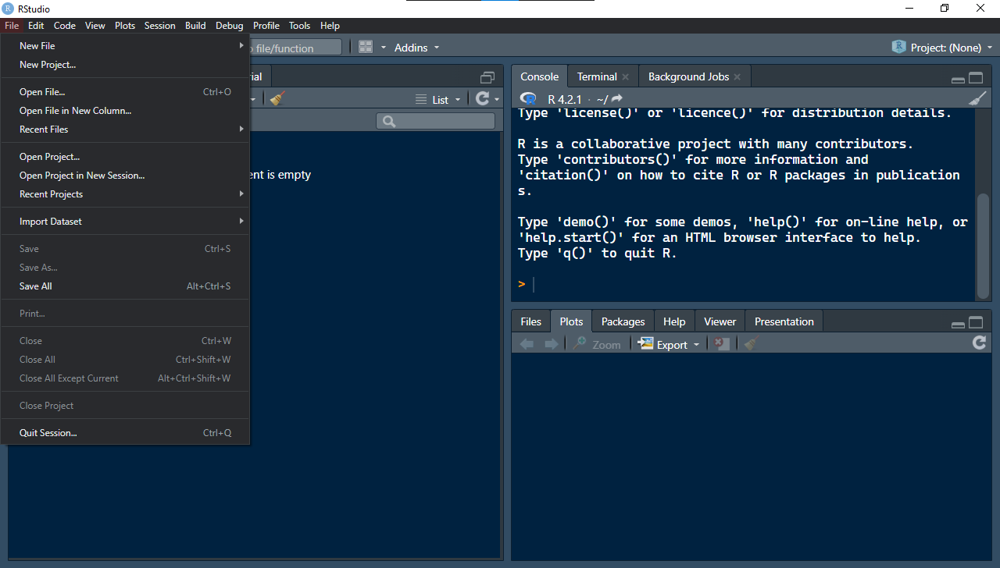 RStudio
File Edit Code View Plots Session Build Debug Profile Tools Help
file/function
Addins
Project: (None)
New File
New Project...
Open File... Ctrl+O
Open File in New Column...
Recent Files
Open Project...
Open Project in New Session...
Recent Projects
Import Dataset
Save Ctrl+S
Save As...
Save All Alt+Ctrl+S
Print...
Close Ctrl+W
Close All Ctrl+Shift+W
Close All Except Current Alt+Ctrl+Shift+W
Close Project
Quit Session... Ctrl+Q
ial
List
ent is empty
Console Terminal Background Jobs
R 4.2.1 · ~/
Type 'license()' or 'licence()' for distribution details.
R is a collaborative project with many contributors.
Type 'contributors()' for more information and
'citation()' on how to cite R or R packages in publication
s.
Type 'demo()' for some demos, 'help()' for on-line help, or
'help.start()' for an HTML browser interface to help.
Type 'q()' to quit R.
>
Files Plots Packages Help Viewer Presentation
Zoom Export